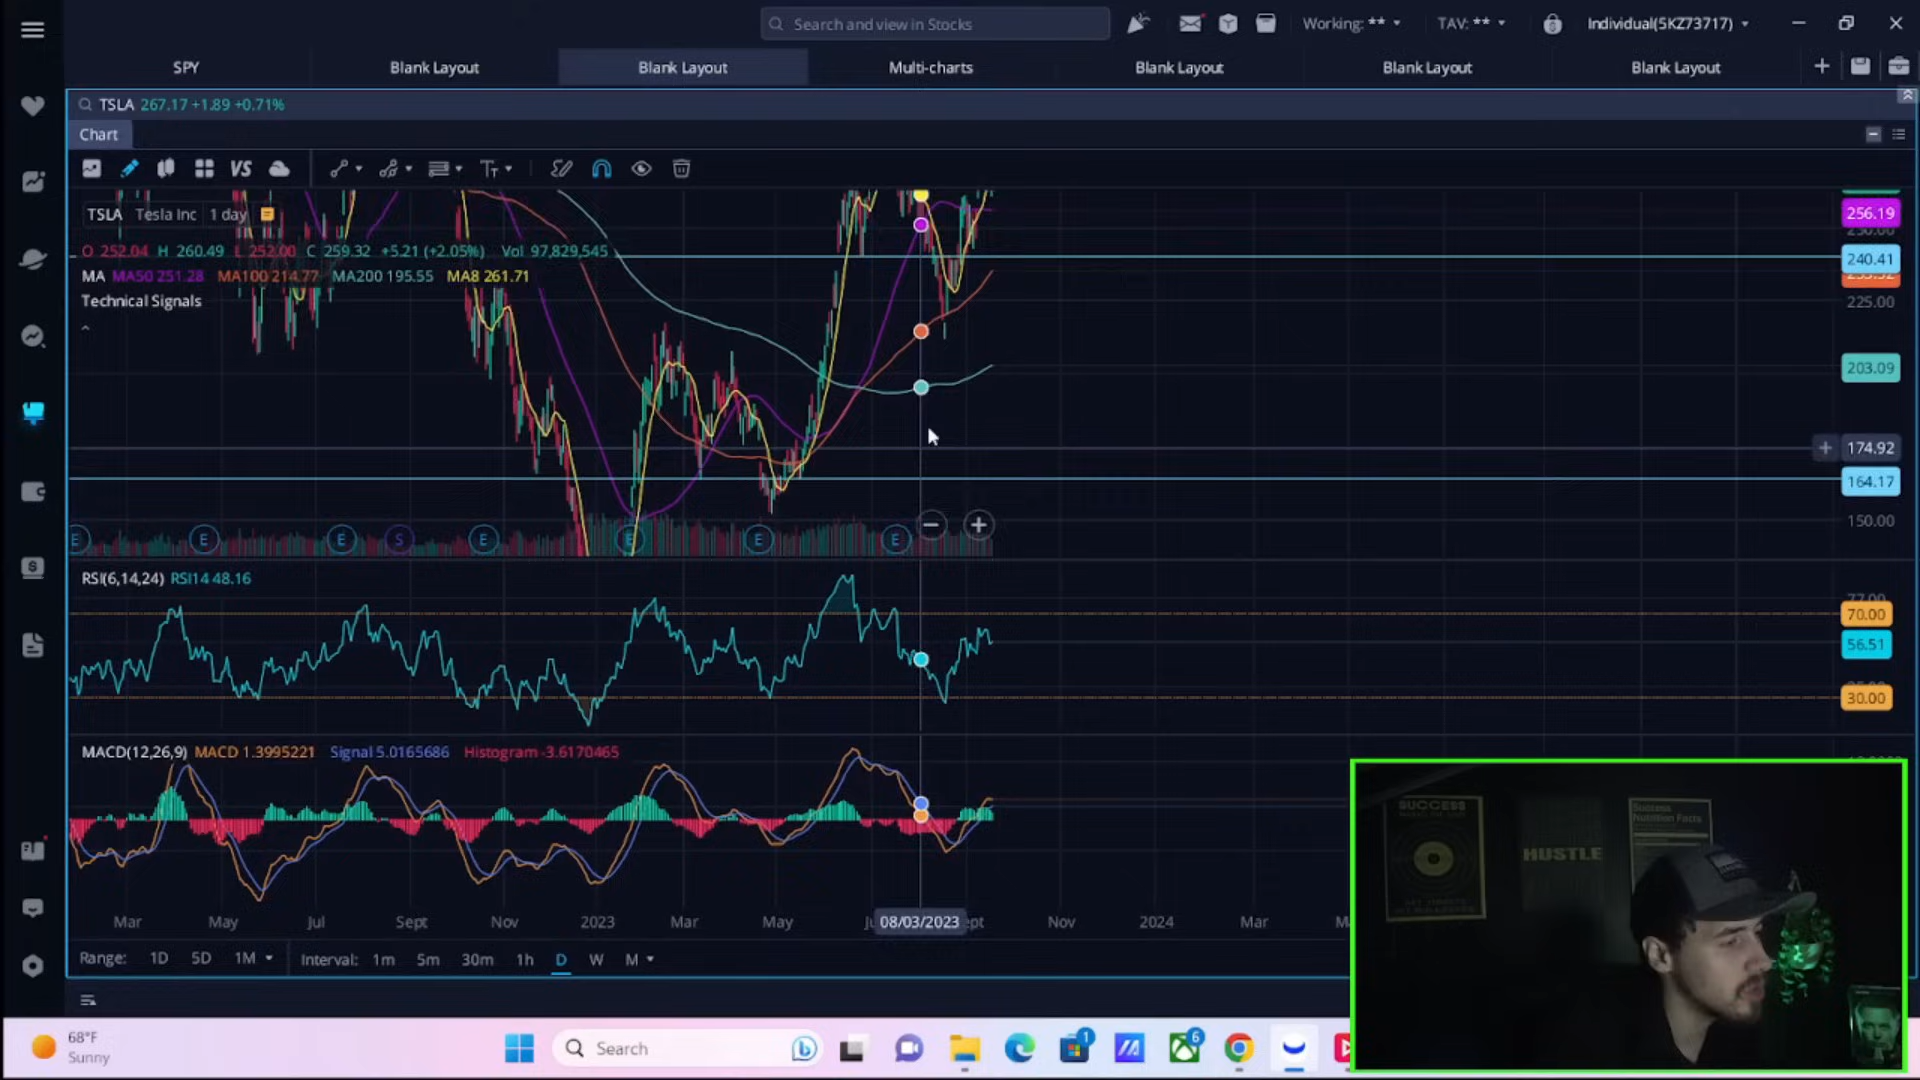 Search and view in Stocks
Working: **
TAV: **
Individual(5KZ73717)
SPY
Blank Layout
Blank Layout
Multi-charts
Blank Layout
Blank Layout
Blank Layout
TSLA 267.17 +1.89 +0.71%
Chart
VS
TSLA Tesla Inc 1 day
O 252.04 H 260.49 L 252.00 C 259.32 +5.21 (+2.05%) Vol 97,829,545
MA MA50 251.28 MA100 214.77 MA200 195.55 MA8 261.71
Technical Signals
256.19
240.41
225.00
203.09
174.92
164.17
150.00
E E E S E E E E
RSI(6,14,24) RSI14 48.16
70.00
56.51
30.00
MACD(12,26,9) MACD 1.3995221 Signal 5.0165686 Histogram -3.6170465
Mar May Jul Sept Nov 2023 Mar May 08/03/2023 Nov 2024 Mar
Range: 1D 5D 1M Interval: 1m 5m 30m 1h D W M
SUCCESS
HUSTLE
Success
Nutrition Facts
68°F
Sunny
Search
1
6